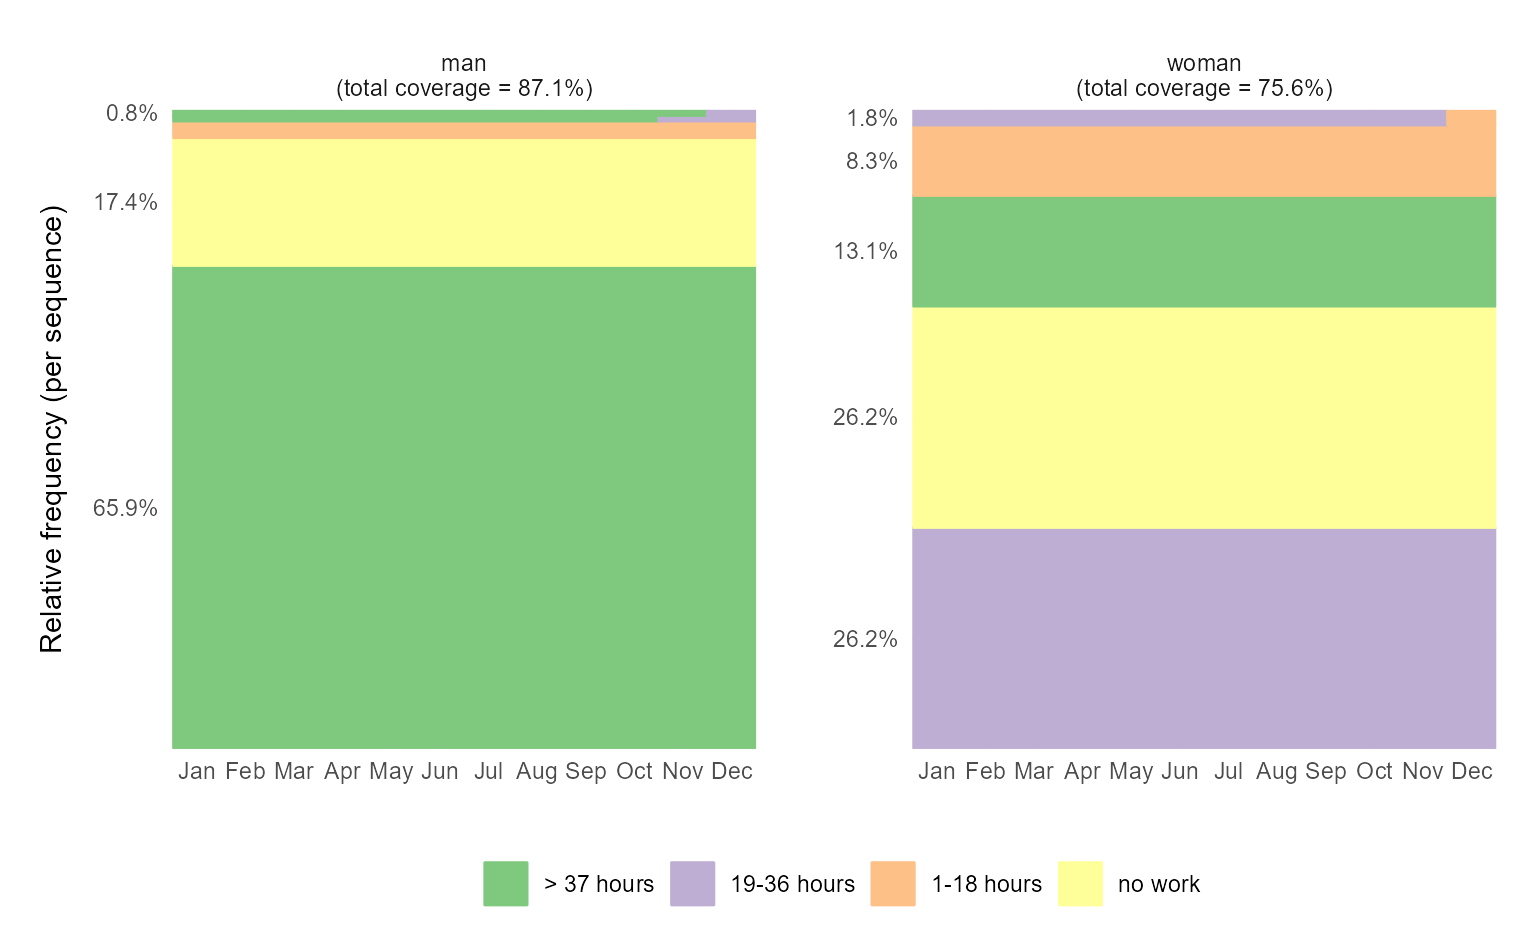 man
(total coverage = 87.1%)
woman
(total coverage = 75.6%)
Relative frequency (per sequence)
0.8%
17.4%
65.9%
1.8%
8.3%
13.1%
26.2%
26.2%
Jan Feb Mar Apr May Jun Jul Aug Sep Oct Nov Dec
Jan Feb Mar Apr May Jun Jul Aug Sep Oct Nov Dec
> 37 hours 19-36 hours 1-18 hours no work